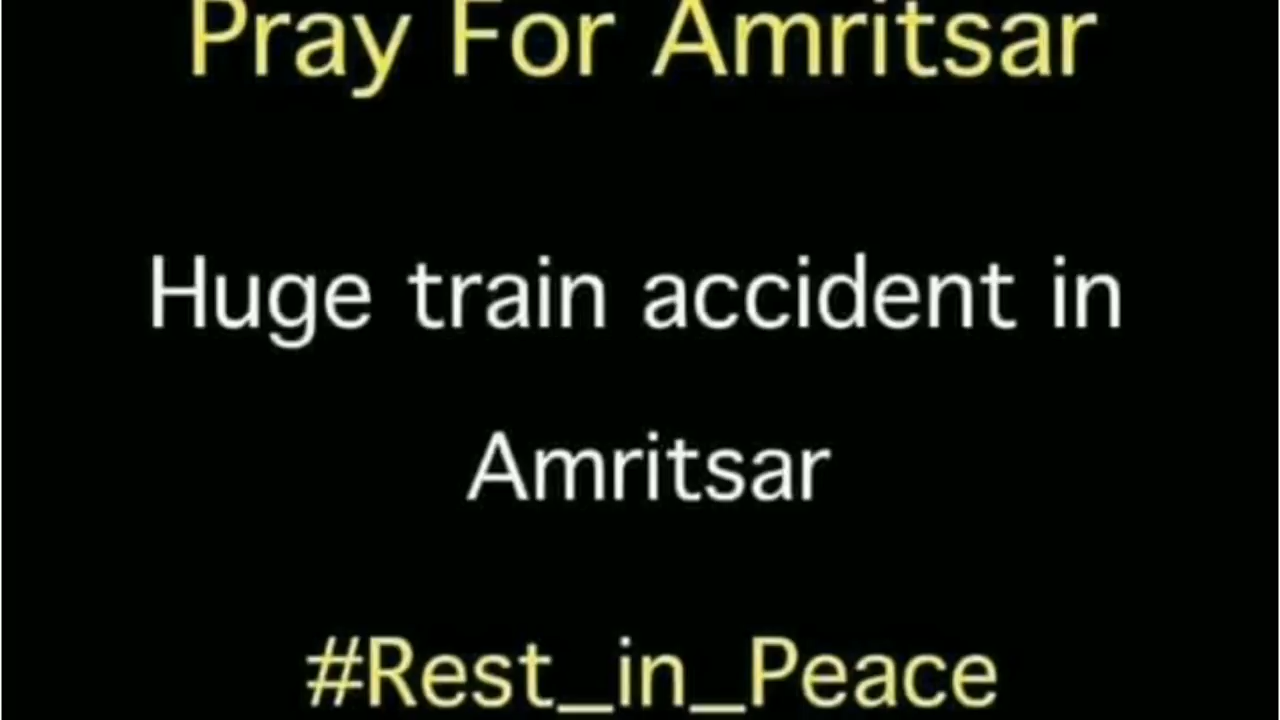 Pray For Amritsar
Huge train accident in
Amritsar
#Rest_in_Peace